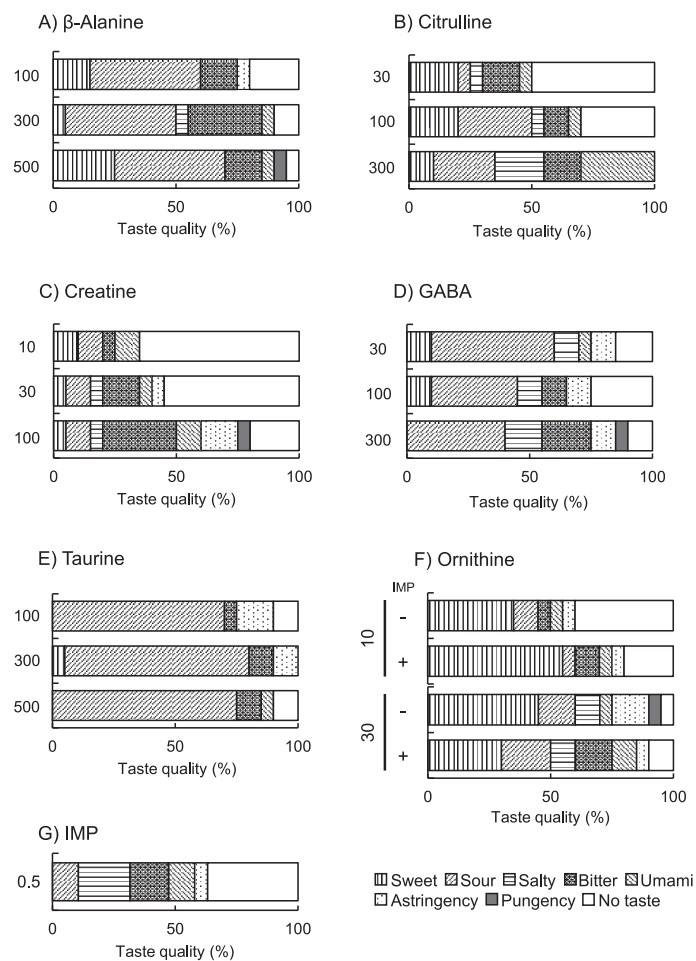 A) β-Alanine
100
300
500
0 50 100
Taste quality (%)
B) Citrulline
30
100
300
0 50 100
Taste quality (%)
C) Creatine
10
30
100
0 50 100
Taste quality (%)
D) GABA
30
100
300
0 50 100
Taste quality (%)
E) Taurine
100
300
500
0 50 100
Taste quality (%)
F) Ornithine
IMP
10
-
+
30
-
+
0 50 100
Taste quality (%)
G) IMP
0.5
0 50 100
Taste quality (%)
Sweet Sour Salty Bitter Umami
Astringency Pungency No taste